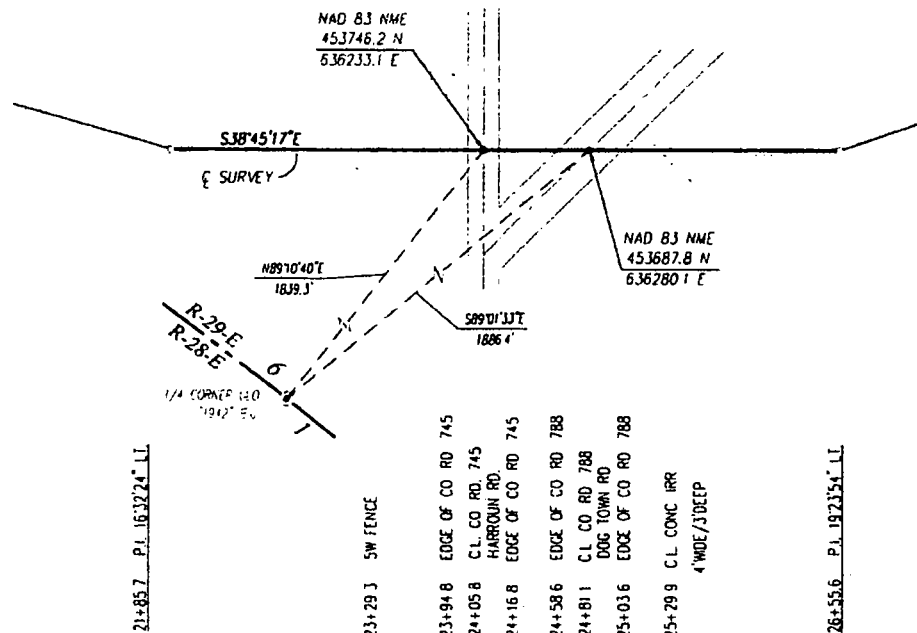 NAD 83 NME
453746.2 N
636233.1 E
S38°45'17"E
℄ SURVEY
NAD 83 NME
453687.8 N
636280.1 E
N89°10'40"E
1839.3'
S89°01'33"E
1886.4'
R-29-E
R-28-E
6
1
1/4 CORNER GLO
"1942"
21+85.7 P.I. 16°32'24" LT.
23+29.3 5W FENCE
23+94.8 EDGE OF CO RD 745
24+05.8 C.L. CO RD. 745
HARROUN RD.
24+16.8 EDGE OF CO RD 745
24+58.6 EDGE OF CO RD 788
24+81.1 C.L. CO RD 788
DOG TOWN RD
25+03.6 EDGE OF CO RD 788
25+29.9 C.L. CONC IRR
4'WIDE/3'DEEP
26+55.6 P.I. 19°23'54" LT.